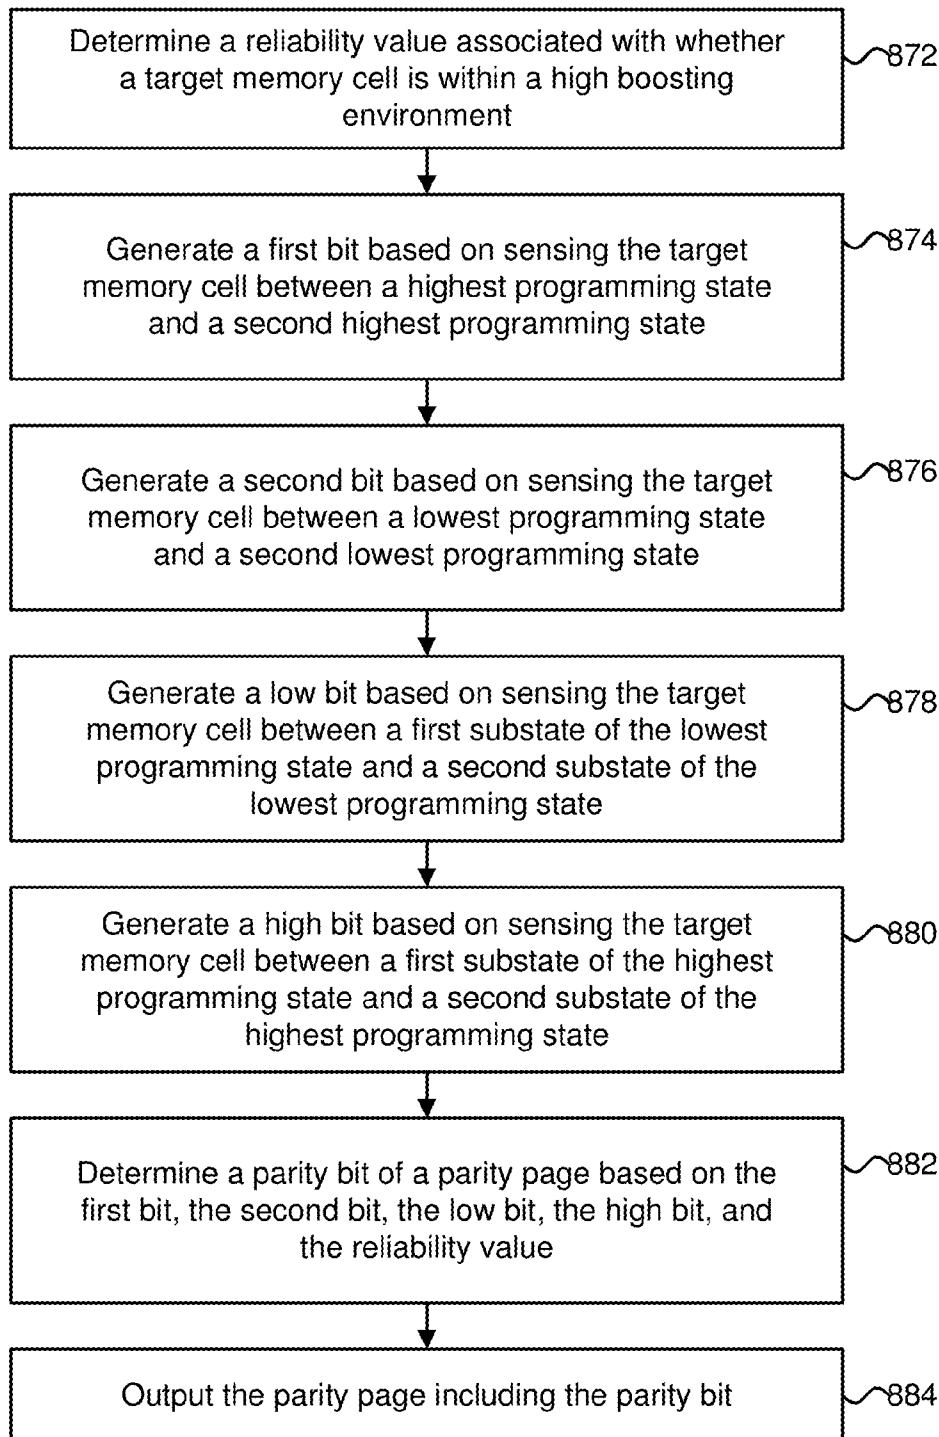 Determine a reliability value associated with whether
a target memory cell is within a high boosting
environment
872
Generate a first bit based on sensing the target
memory cell between a highest programming state
and a second highest programming state
874
Generate a second bit based on sensing the target
memory cell between a lowest programming state
and a second lowest programming state
876
Generate a low bit based on sensing the target
memory cell between a first substate of the lowest
programming state and a second substate of the
lowest programming state
878
Generate a high bit based on sensing the target
memory cell between a first substate of the highest
programming state and a second substate of the
highest programming state
880
Determine a parity bit of a parity page based on the
first bit, the second bit, the low bit, the high bit, and
the reliability value
882
Output the parity page including the parity bit
884